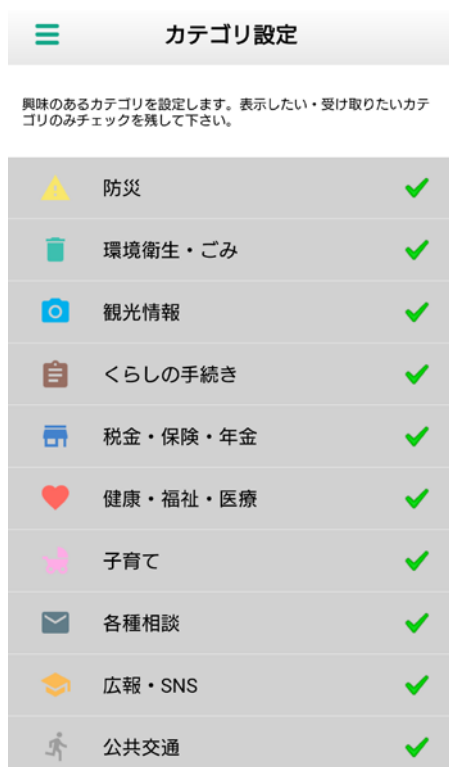 カテゴリ設定
興味のあるカテゴリを設定します。表示したい・受け取りたいカテ
ゴリのみチェックを残して下さい。
防災
環境衛生・ごみ
観光情報
くらしの手続き
税金・保険・年金
健康・福祉・医療
子育て
各種相談
広報・SNS
公共交通